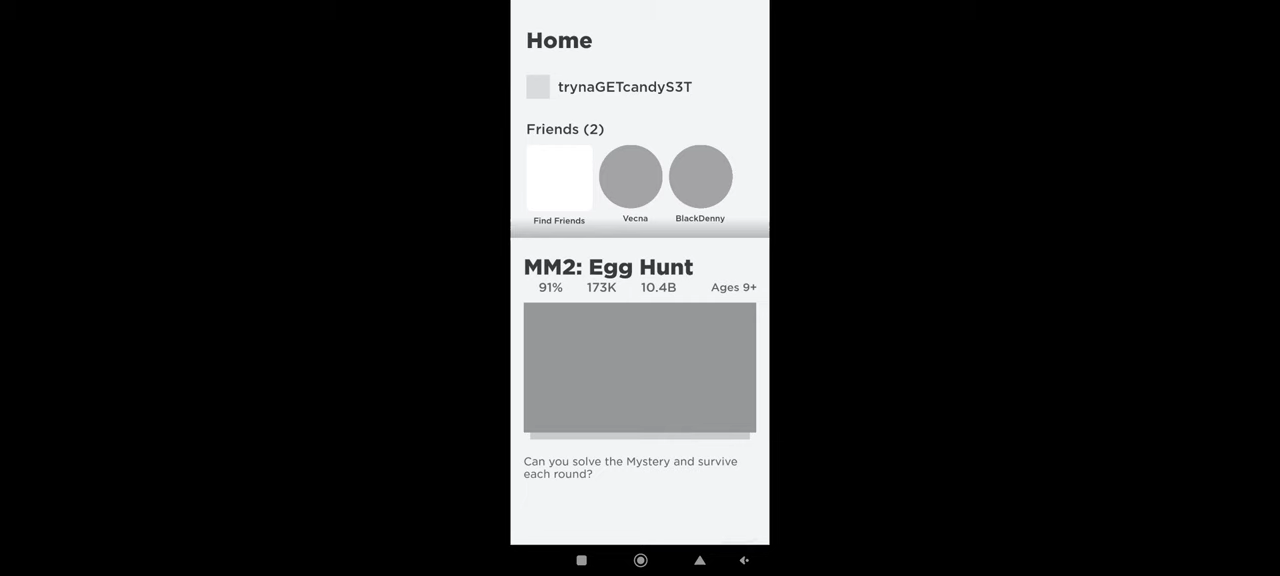 Home
trynaGETcandyS3T
Friends (2)
Find Friends
Vecna
BlackDenny
MM2: Egg Hunt
91% 173K 10.4B Ages 9+
Can you solve the Mystery and survive
each round?